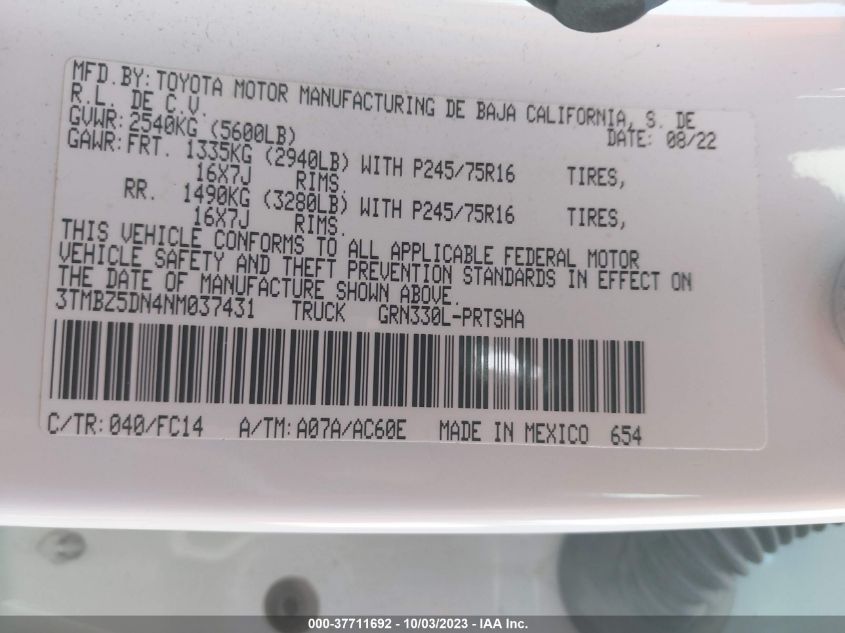 MFD. BY: TOYOTA MOTOR MANUFACTURING DE BAJA CALIFORNIA, S. DE
R.L. DE C.V.
DATE: 08/22
GVWR: 2540KG (5600LB)
GAWR: FRT. 1335KG (2940LB) WITH P245/75R16 TIRES,
16X7J RIMS.
RR. 1490KG (3280LB) WITH P245/75R16 TIRES,
16X7J RIMS.
THIS VEHICLE CONFORMS TO ALL APPLICABLE FEDERAL MOTOR
VEHICLE SAFETY AND THEFT PREVENTION STANDARDS IN EFFECT ON
THE DATE OF MANUFACTURE SHOWN ABOVE.
3TMBZ5DN4NM037431 TRUCK GRN330L-PRTSHA
C/TR: 040/FC14 A/TM: A07A/AC60E MADE IN MEXICO 654
000-37711692 - 10/03/2023 - IAA Inc.